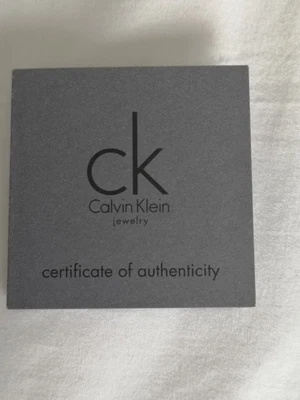 ck
Calvin Klein
jewelry
certificate of authenticity